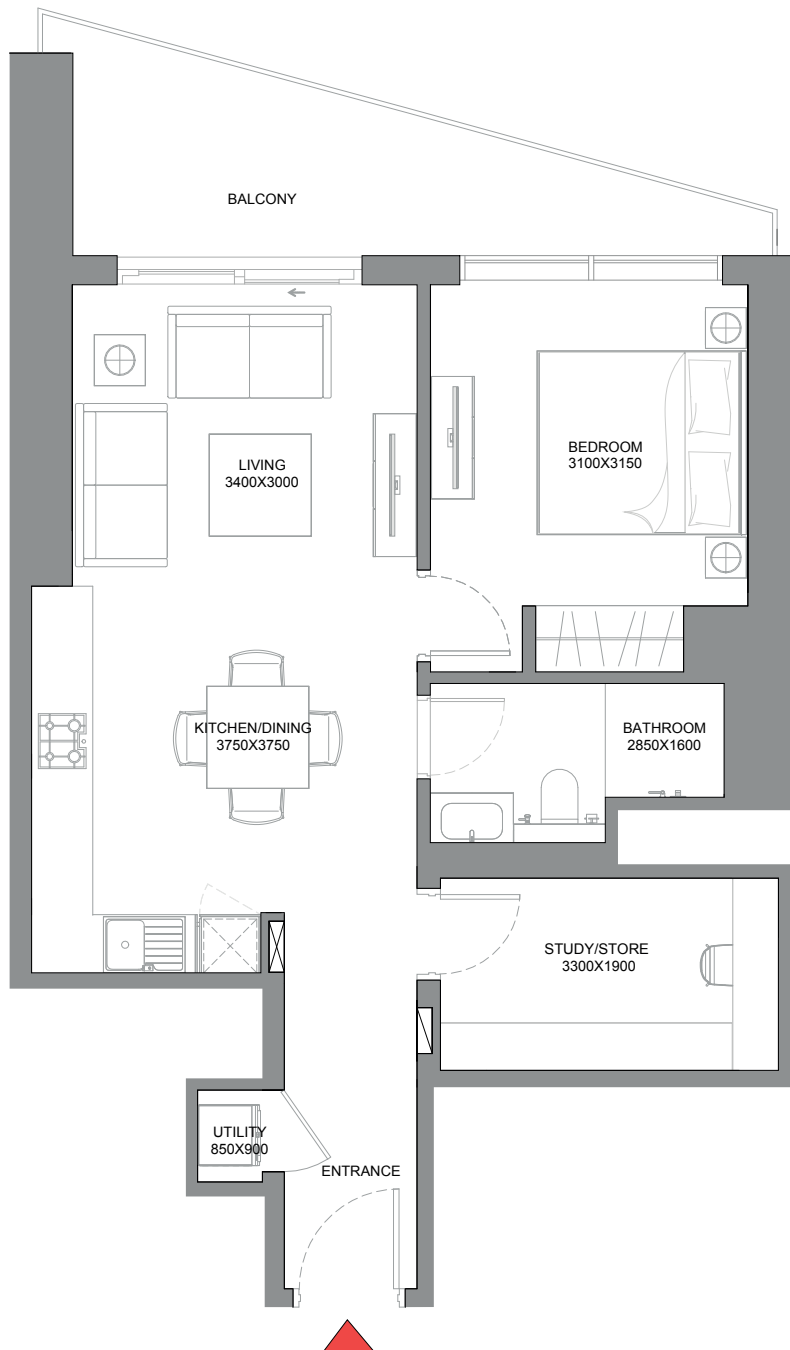 BALCONY
LIVING
3400X3000
BEDROOM
3100X3150
KITCHEN/DINING
3750X3750
BATHROOM
2850X1600
STUDY/STORE
3300X1900
UTILITY
850X900
ENTRANCE